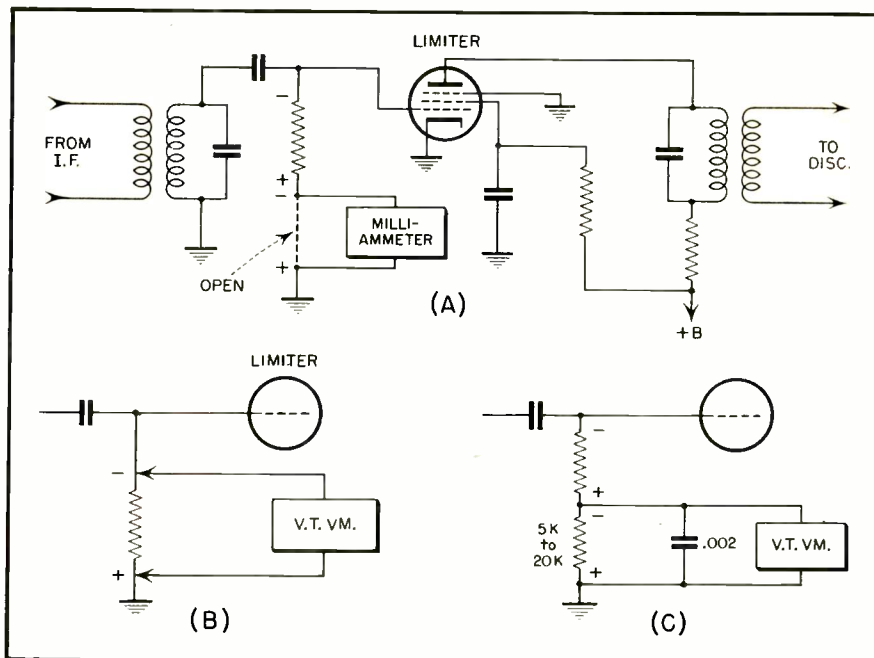 LIMITER
FROM
I.F.
-
+
-
+
OPEN
MILLI-
AMMETER
TO
DISC.
+B
(A)
LIMITER
-
+
V.T. VM.
(B)
-
+
-
+
5K
to
20K
.002
V.T. VM.
(C)